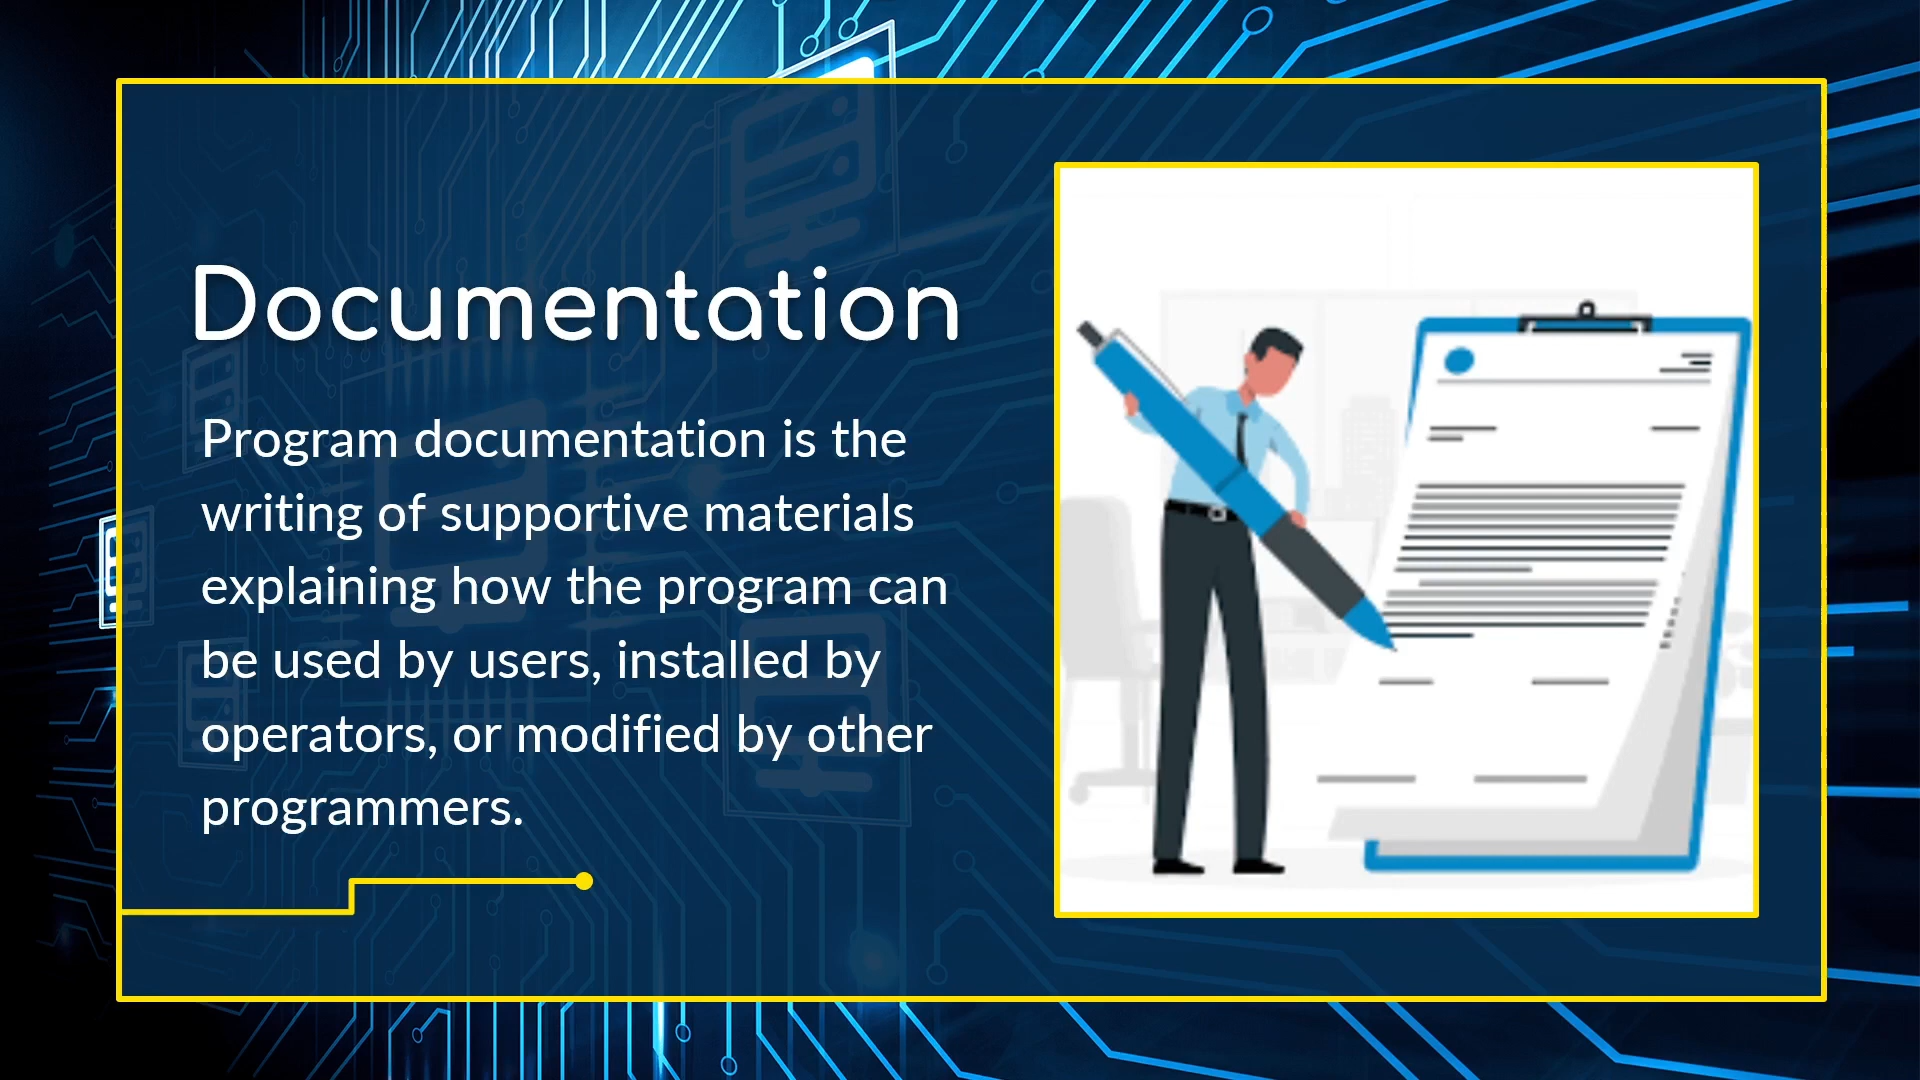 Documentation
Program documentation is the
writing of supportive materials
explaining how the program can
be used by users, installed by
operators, or modified by other
programmers.